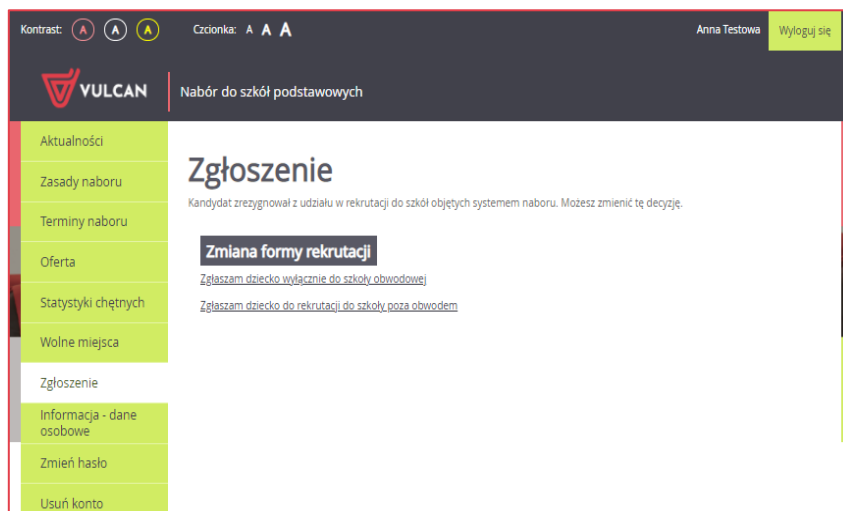 Kontrast: A A A Czcionka: A A A Anna Testowa Wyloguj się
VULCAN Nabór do szkół podstawowych
Aktualności
Zasady naboru
Terminy naboru
Oferta
Statystyki chętnych
Wolne miejsca
Zgłoszenie
Informacja - dane
osobowe
Zmień hasło
Usuń konto
Zgłoszenie
Kandydat zrezygnował z udziału w rekrutacji do szkół objętych systemem naboru. Możesz zmienić tę decyzję.
Zmiana formy rekrutacji
Zgłaszam dziecko wyłącznie do szkoły obwodowej
Zgłaszam dziecko do rekrutacji do szkoły poza obwodem